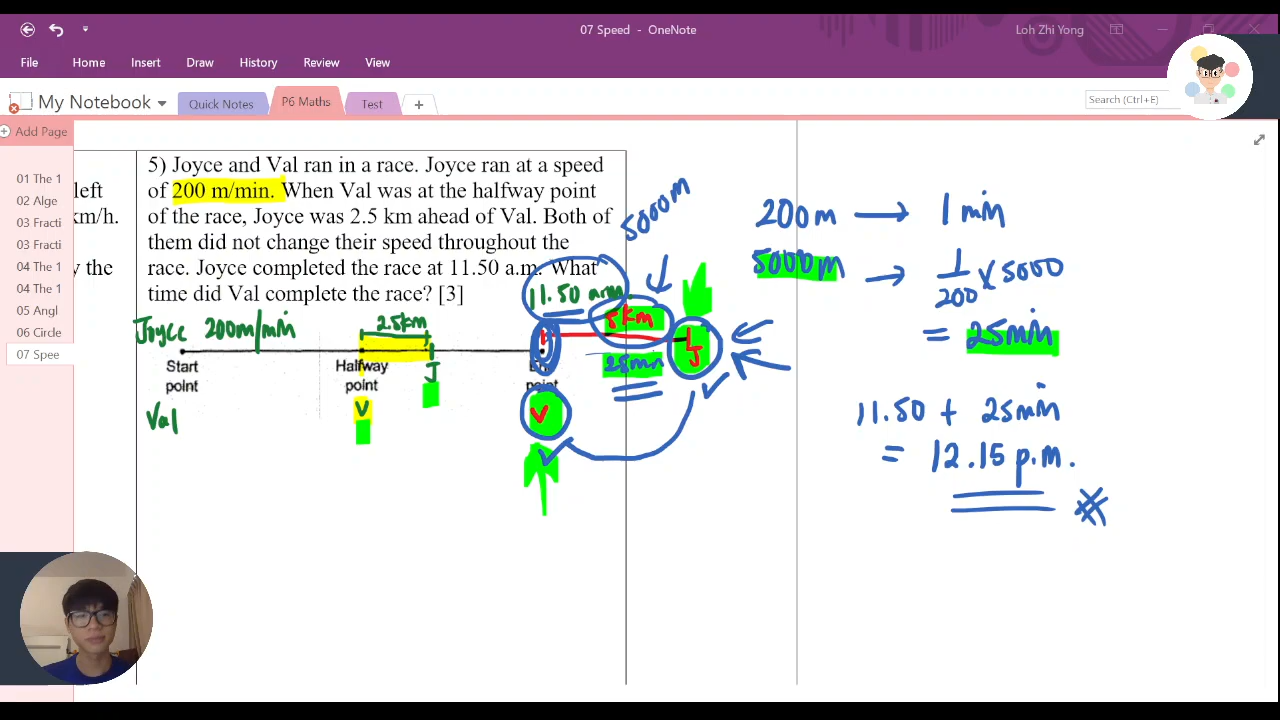 07 Speed - OneNote
Loh Zhi Yong
File Home Insert Draw History Review View
My Notebook
Quick Notes
P6 Maths
Test
+
Search (Ctrl+E)
Add Page
01 The 1
02 Alge
03 Fracti
03 Fracti
04 The 1
04 The 1
05 Angl
06 Circle
07 Spee
left
km/h.
y the
5) Joyce and Val ran in a race. Joyce ran at a speed
of 200 m/min. When Val was at the halfway point
of the race, Joyce was 2.5 km ahead of Val. Both of
them did not change their speed throughout the
race. Joyce completed the race at 11.50 a.m. What
time did Val complete the race? [3]
5000m
11.50 a.m.
Joyce 200m/min
2.5km
5km
25min
Start
point
Halfway
point
End
point
J
J
Val
V
V
200m → 1 min
5000m → 1/200 x 5000
= 25min
11.50 + 25min
= 12.15 p.m.